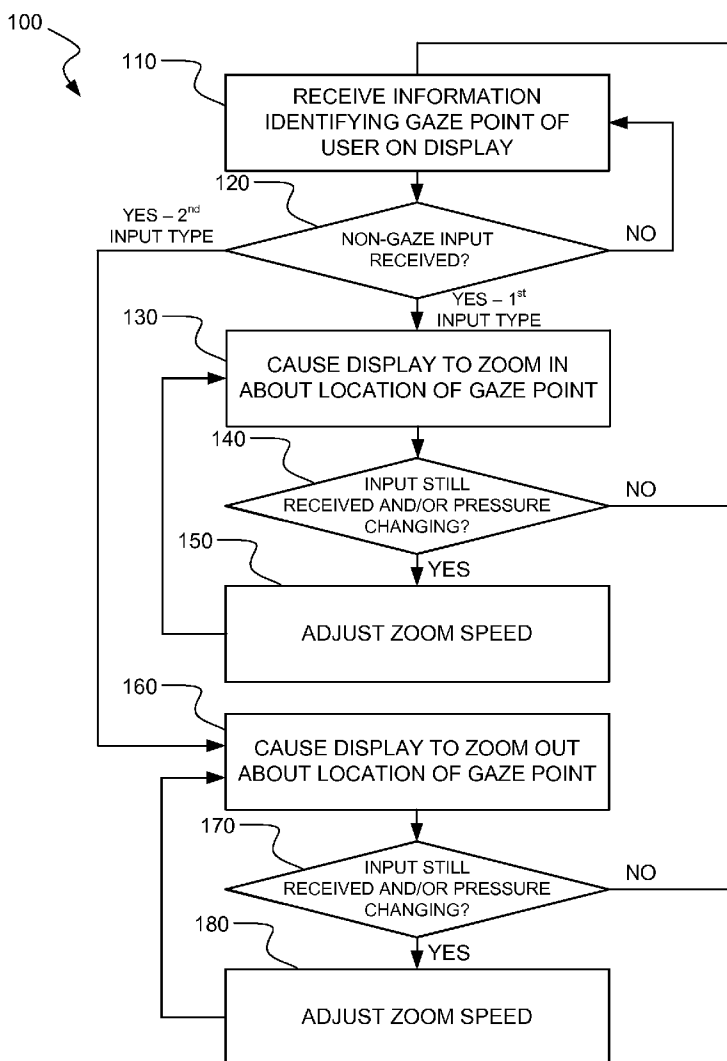 100
110
RECEIVE INFORMATION
IDENTIFYING GAZE POINT OF
USER ON DISPLAY
120
YES – 2nd
INPUT TYPE
NON-GAZE INPUT
RECEIVED?
NO
YES – 1st
INPUT TYPE
130
CAUSE DISPLAY TO ZOOM IN
ABOUT LOCATION OF GAZE POINT
140
INPUT STILL
RECEIVED AND/OR PRESSURE
CHANGING?
NO
YES
150
ADJUST ZOOM SPEED
160
CAUSE DISPLAY TO ZOOM OUT
ABOUT LOCATION OF GAZE POINT
170
INPUT STILL
RECEIVED AND/OR PRESSURE
CHANGING?
NO
YES
180
ADJUST ZOOM SPEED